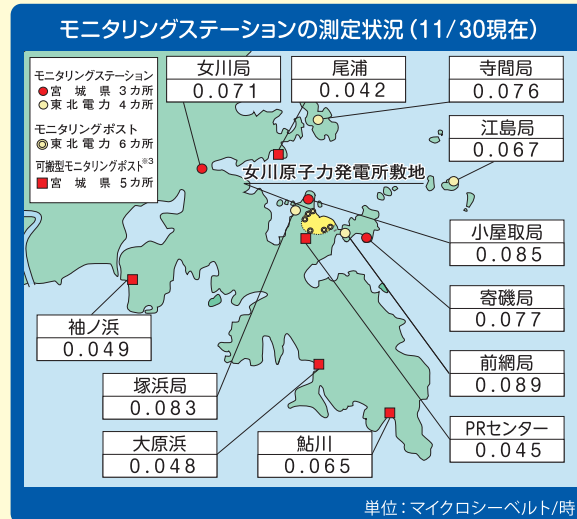 モニタリングステーションの測定状況（11/30現在）
モニタリングステーション
宮城県 3カ所
東北電力 4カ所
モニタリングポスト
東北電力 6カ所
可搬型モニタリングポスト※3
宮城県 5カ所
女川局
0.071
尾浦
0.042
寺間局
0.076
江島局
0.067
女川原子力発電所敷地
小屋取局
0.085
寄磯局
0.077
前網局
0.089
PRセンター
0.045
袖ノ浜
0.049
塚浜局
0.083
大原浜
0.048
鮎川
0.065
単位：マイクロシーベルト/時